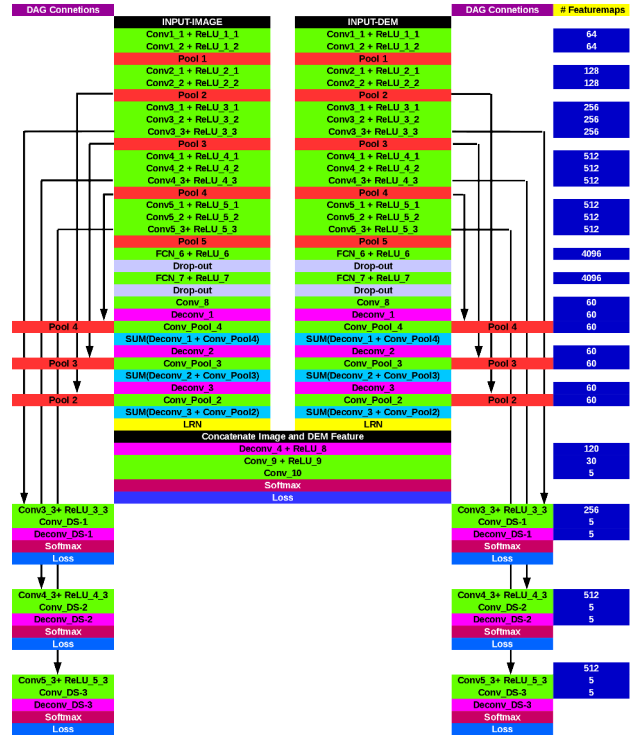 DAG Connetions DAG Connetions # Featuremaps
INPUT-IMAGE INPUT-DEM
Conv1_1 + ReLU_1_1 Conv1_1 + ReLU_1_1 64
Conv1_2 + ReLU_1_2 Conv1_2 + ReLU_1_2 64
Pool 1 Pool 1
Conv2_1 + ReLU_2_1 Conv2_1 + ReLU_2_1 128
Conv2_2 + ReLU_2_2 Conv2_2 + ReLU_2_2 128
Pool 2 Pool 2
Conv3_1 + ReLU_3_1 Conv3_1 + ReLU_3_1 256
Conv3_2 + ReLU_3_2 Conv3_2 + ReLU_3_2 256
Conv3_3+ ReLU_3_3 Conv3_3+ ReLU_3_3 256
Pool 3 Pool 3
Conv4_1 + ReLU_4_1 Conv4_1 + ReLU_4_1 512
Conv4_2 + ReLU_4_2 Conv4_2 + ReLU_4_2 512
Conv4_3+ ReLU_4_3 Conv4_3+ ReLU_4_3 512
Pool 4 Pool 4
Conv5_1 + ReLU_5_1 Conv5_1 + ReLU_5_1 512
Conv5_2 + ReLU_5_2 Conv5_2 + ReLU_5_2 512
Conv5_3+ ReLU_5_3 Conv5_3+ ReLU_5_3 512
Pool 5 Pool 5
FCN_6 + ReLU_6 FCN_6 + ReLU_6 4096
Drop-out Drop-out
FCN_7 + ReLU_7 FCN_7 + ReLU_7 4096
Drop-out Drop-out
Conv_8 Conv_8 60
Deconv_1 Deconv_1 60
Pool 4 Conv_Pool_4 Conv_Pool_4 Pool 4 60
SUM(Deconv_1 + Conv_Pool4) SUM(Deconv_1 + Conv_Pool4)
Deconv_2 Deconv_2 60
Pool 3 Conv_Pool_3 Conv_Pool_3 Pool 3 60
SUM(Deconv_2 + Conv_Pool3) SUM(Deconv_2 + Conv_Pool3)
Deconv_3 Deconv_3 60
Pool 2 Conv_Pool_2 Conv_Pool_2 Pool 2 60
SUM(Deconv_3 + Conv_Pool2) SUM(Deconv_3 + Conv_Pool2)
LRN LRN
Concatenate Image and DEM Feature
Deconv_4 + ReLU_8 120
Conv_9 + ReLU_9 30
Conv_10 5
Softmax
Loss
Conv3_3+ ReLU_3_3 Conv3_3+ ReLU_3_3 256
Conv_DS-1 Conv_DS-1 5
Deconv_DS-1 Deconv_DS-1 5
Softmax Softmax
Loss Loss
Conv4_3+ ReLU_4_3 Conv4_3+ ReLU_4_3 512
Conv_DS-2 Conv_DS-2 5
Deconv_DS-2 Deconv_DS-2 5
Softmax Softmax
Loss Loss
512
Conv5_3+ ReLU_5_3 Conv5_3+ ReLU_5_3 5
Conv_DS-3 Conv_DS-3 5
Deconv_DS-3 Deconv_DS-3
Softmax Softmax
Loss Loss